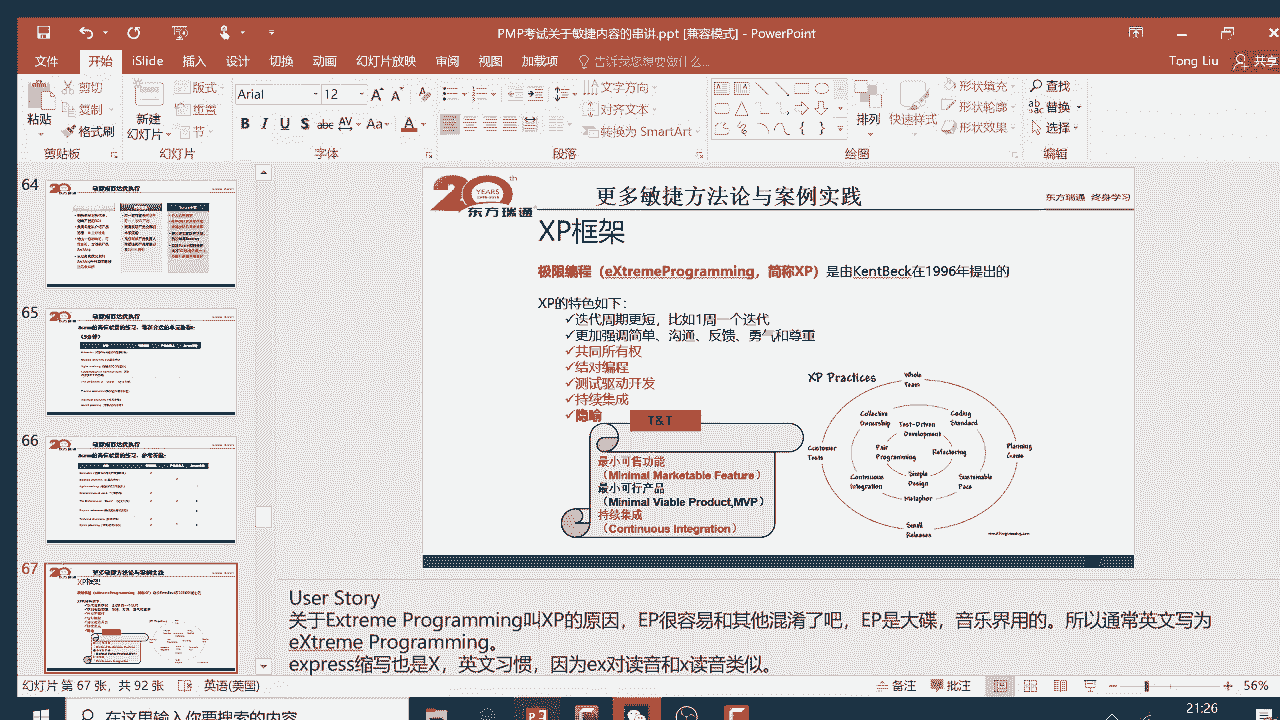 PMP考试关于敏捷内容的串讲.ppt [兼容模式] - PowerPoint
文件 开始 iSlide 插入 设计 切换 动画 幻灯片放映 审阅 视图 加载项 告诉我您想要做什么... Tong Liu 共享
剪切 版式 Arial 12 文字方向 形状填充 查找
粘贴 复制 新建 重置 对齐文本 排列 快速样式 形状轮廓 替换
格式刷 幻灯片 节 B I U S abc AV Aa A 转换为 SmartArt 形状效果 选择
剪贴板 幻灯片 字体 段落 绘图 编辑
64
65
66
67
20 th
YEARS
东方瑞通
更多敏捷方法论与案例实践
东方瑞通 终身学习
XP框架
极限编程（eXtremeProgramming，简称XP）是由KentBeck在1996年提出的
XP的特色如下：
✓迭代周期更短，比如1周一个迭代
✓更加强调简单、沟通、反馈、勇气和尊重
✓共同所有权
✓结对编程
✓测试驱动开发
✓持续集成
✓隐喻
T&T
最小可售功能
（Minimal Marketable Feature）
最小可行产品
（Minimal Viable Product,MVP）
持续集成
（Continuous Integration）
XP Practices
Whole
Team
Collective
Ownership
Test-Driven
Development
Coding
Standard
Customer
Tests
Pair
Programming
Refactoring
Planning
Game
Continuous
Integration
Simple
Design
Sustainable
Pace
Metaphor
Small
Releases
User Story
关于Extreme Programming叫XP的原因，EP很容易和其他混淆了吧，EP是大碟，音乐界用的。所以通常英文写为
eXtreme Programming。
express缩写也是X，英文习惯，因为ex对读音和x读音类似。
幻灯片 第 67 张，共 92 张 英语(美国) 备注 批注 56%
在这里输入你要搜索的内容
21:26